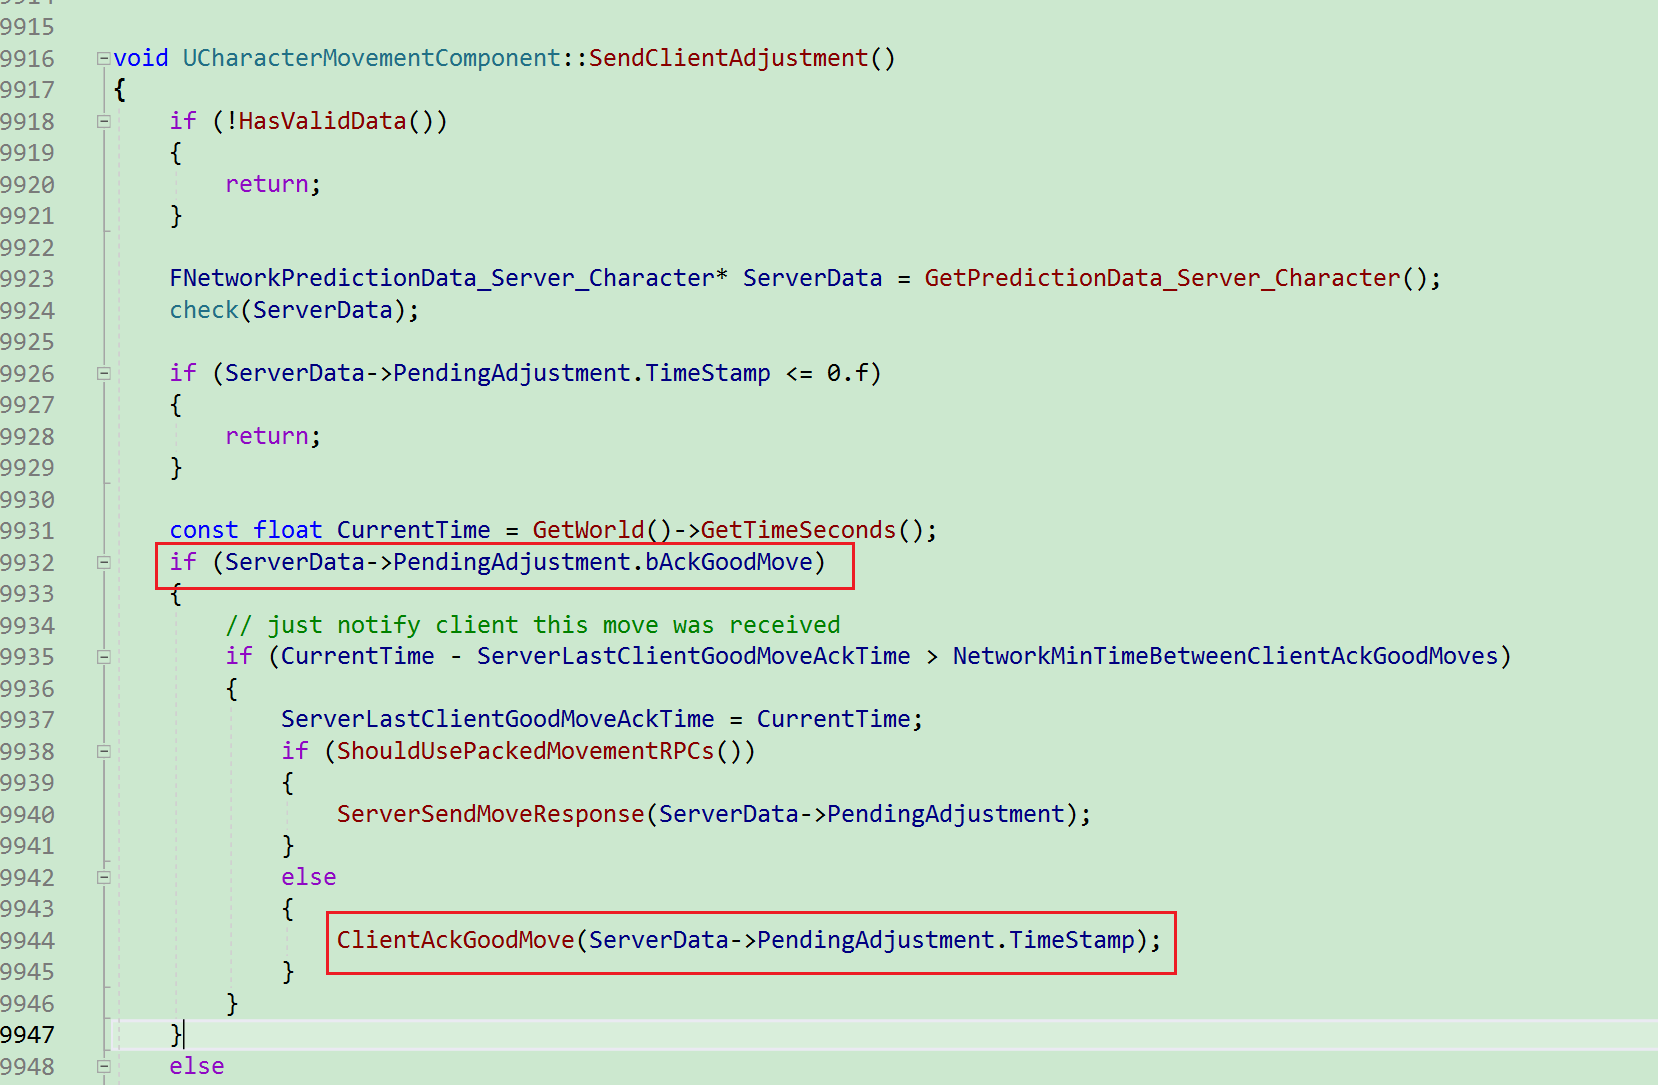 9914
9915
9916 void UCharacterMovementComponent::SendClientAdjustment()
9917 {
9918 if (!HasValidData())
9919 {
9920 return;
9921 }
9922
9923 FNetworkPredictionData_Server_Character* ServerData = GetPredictionData_Server_Character();
9924 check(ServerData);
9925
9926 if (ServerData->PendingAdjustment.TimeStamp <= 0.f)
9927 {
9928 return;
9929 }
9930
9931 const float CurrentTime = GetWorld()->GetTimeSeconds();
9932 if (ServerData->PendingAdjustment.bAckGoodMove)
9933 {
9934 // just notify client this move was received
9935 if (CurrentTime - ServerLastClientGoodMoveAckTime > NetworkMinTimeBetweenClientAckGoodMoves)
9936 {
9937 ServerLastClientGoodMoveAckTime = CurrentTime;
9938 if (ShouldUsePackedMovementRPCs())
9939 {
9940 ServerSendMoveResponse(ServerData->PendingAdjustment);
9941 }
9942 else
9943 {
9944 ClientAckGoodMove(ServerData->PendingAdjustment.TimeStamp);
9945 }
9946 }
9947 }
9948 else